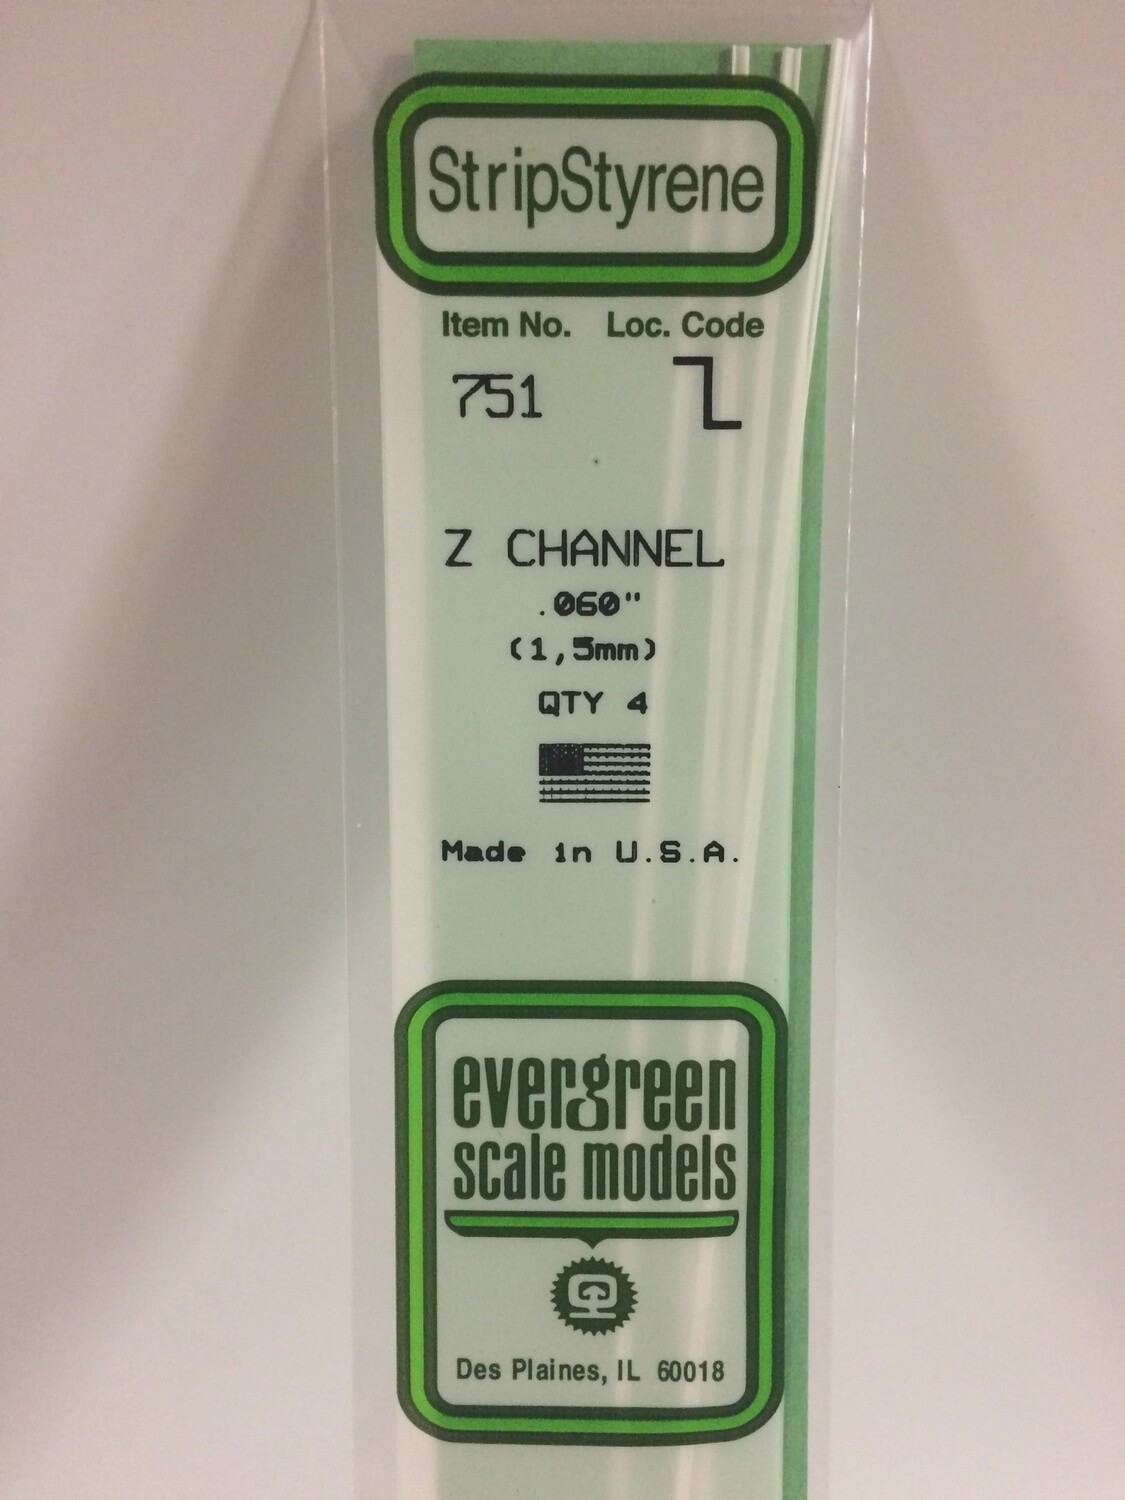 StripStyrene
Item No. Loc. Code
751
Z CHANNEL
.060"
(1,5mm)
QTY 4
Made in U.S.A.
evergreen
scale models
Des Plaines, IL 60018